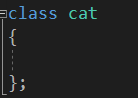 class cat
{
};